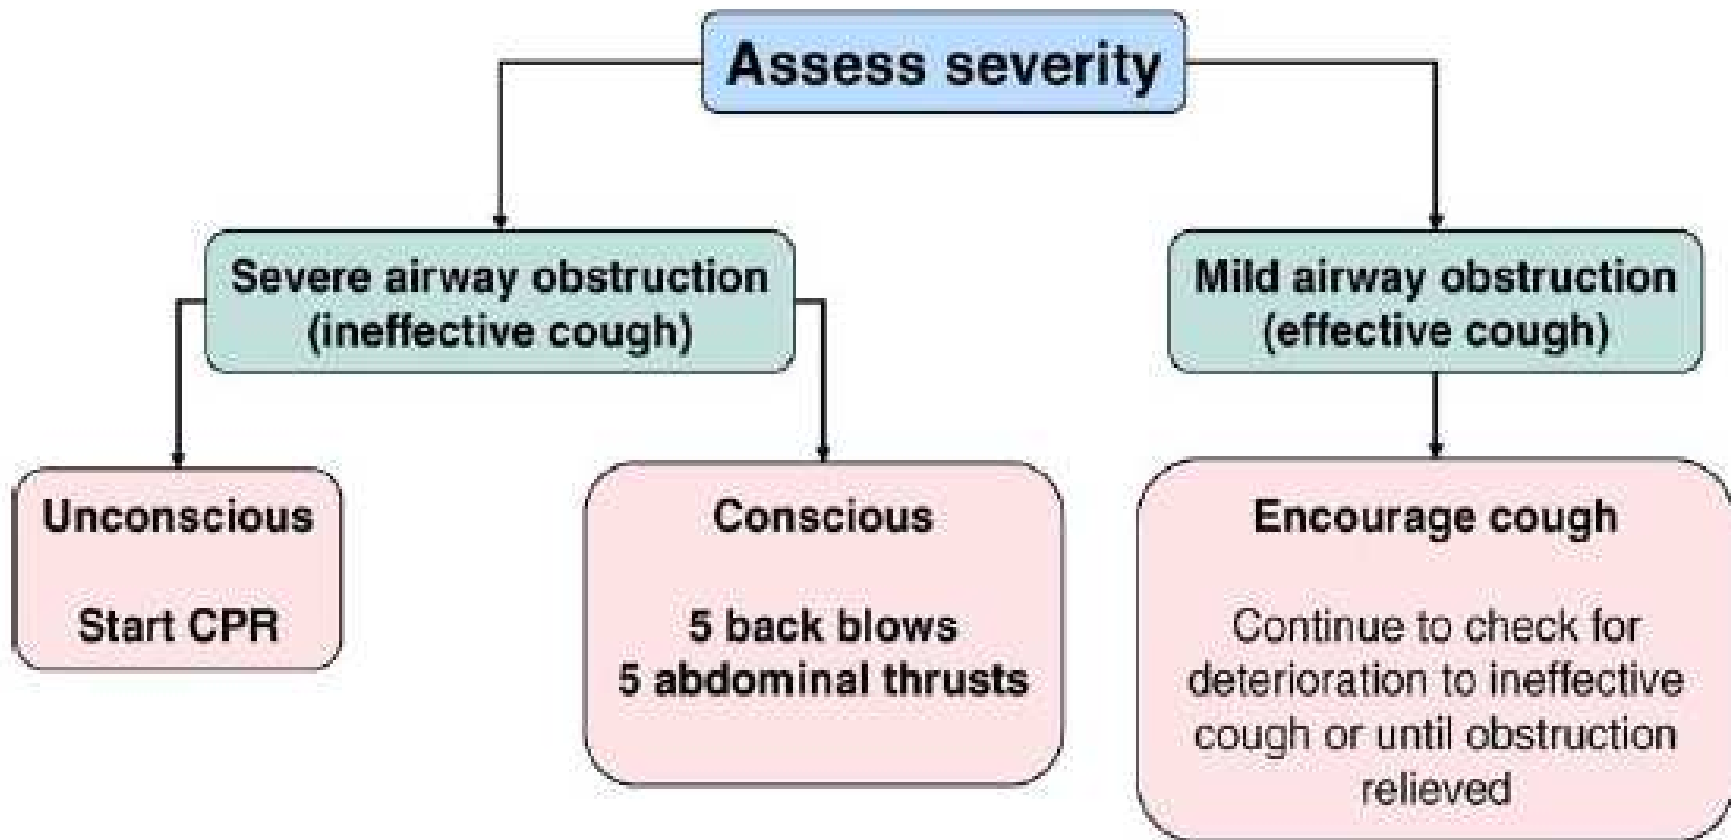 Assess severity
Severe airway obstruction
(ineffective cough)
Mild airway obstruction
(effective cough)
Unconscious
Start CPR
Conscious
5 back blows
5 abdominal thrusts
Encourage cough
Continue to check for
deterioration to ineffective
cough or until obstruction
relieved